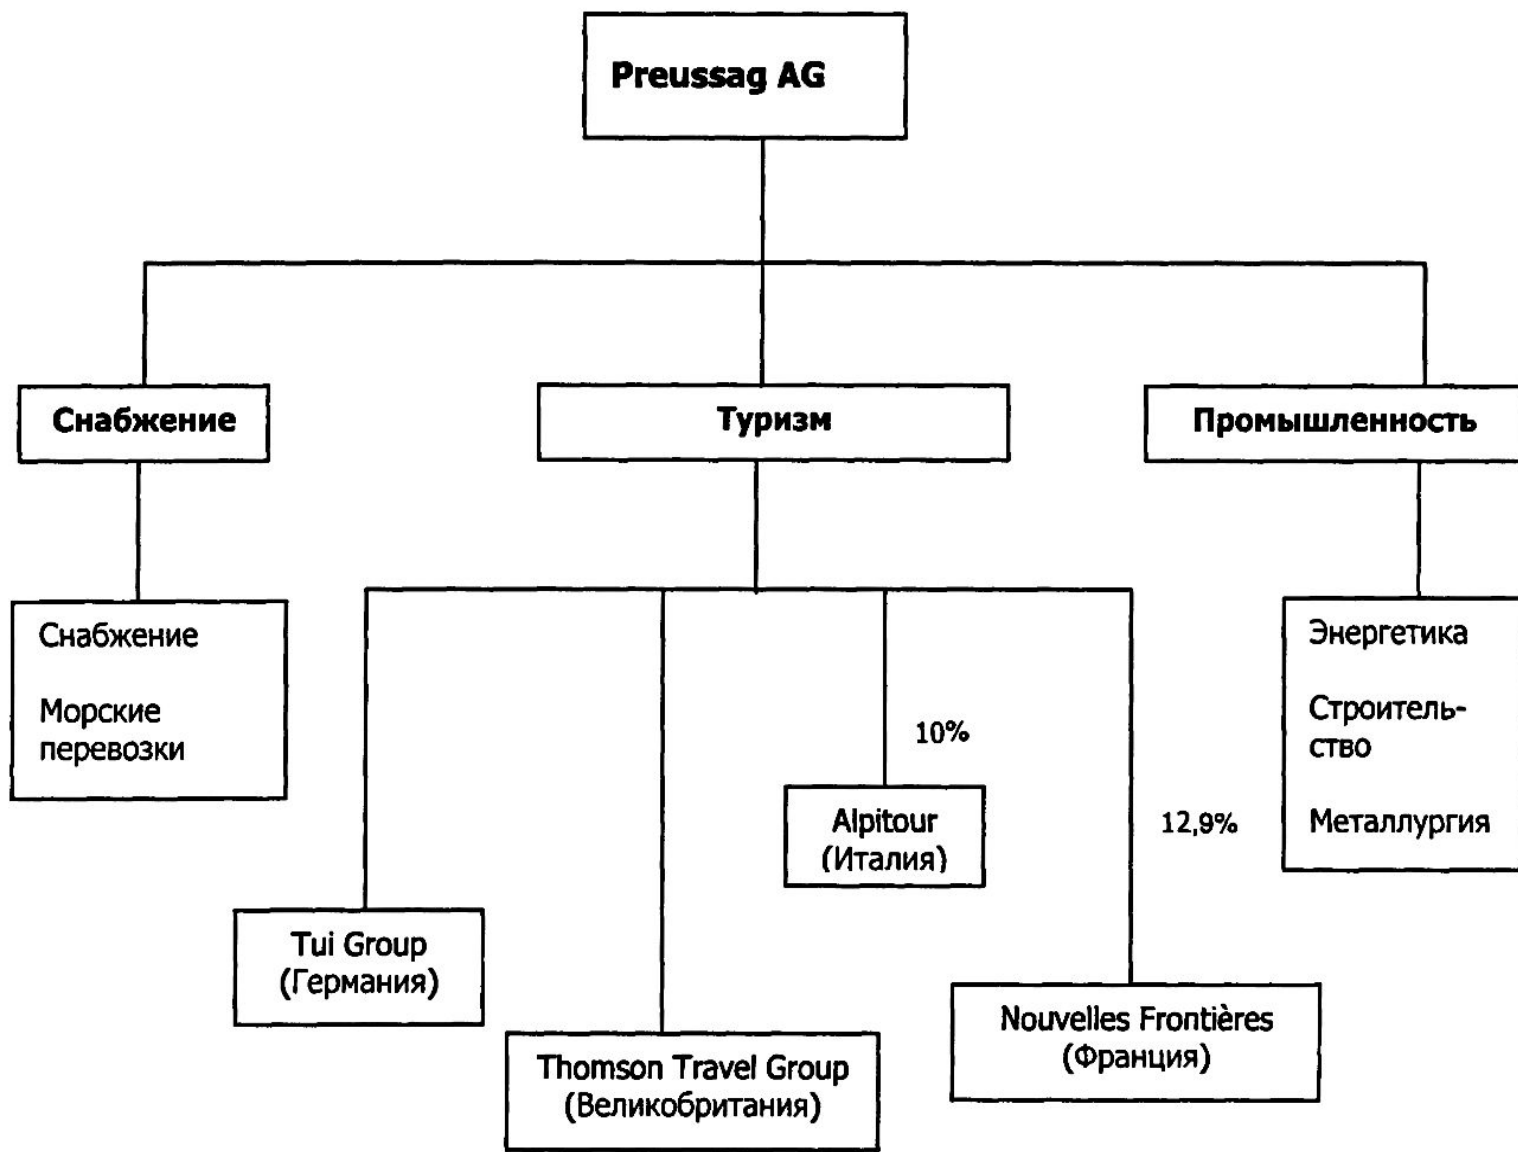 Preussag AG
Снабжение
Туризм
Промышленность
Снабжение
Морские
перевозки
Энергетика
Строитель-
ство
Металлургия
10%
12,9%
Alpitour
(Италия)
Tui Group
(Германия)
Nouvelles Frontières
(Франция)
Thomson Travel Group
(Великобритания)